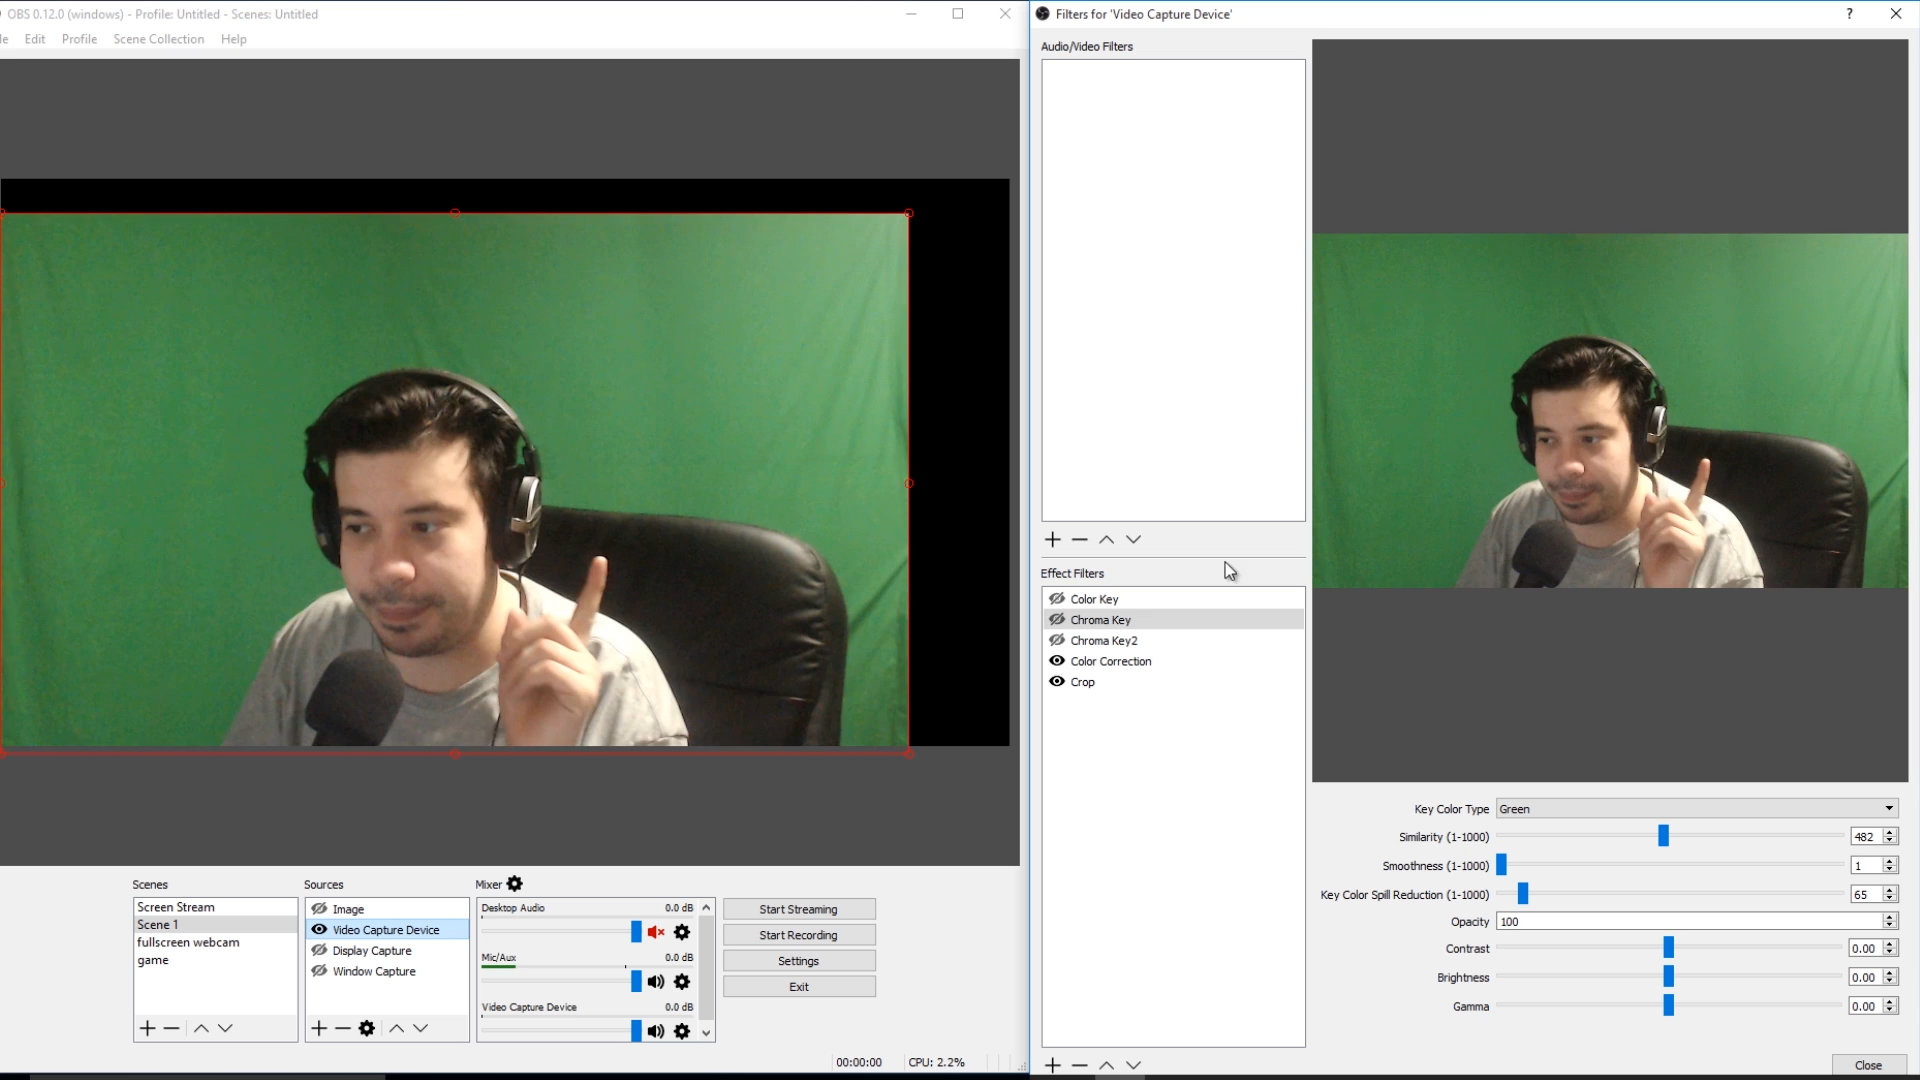 OBS 0.12.0 (windows) - Profile: Untitled - Scenes: Untitled
le Edit Profile Scene Collection Help
Filters for 'Video Capture Device'
?
Audio/Video Filters
Effect Filters
Color Key
Chroma Key
Chroma Key2
Color Correction
Crop
Key Color Type Green
Similarity (1-1000) 482
Smoothness (1-1000) 1
Key Color Spill Reduction (1-1000) 65
Opacity 100
Contrast 0.00
Brightness 0.00
Gamma 0.00
Close
Scenes
Screen Stream
Scene 1
fullscreen webcam
game
Sources
Image
Video Capture Device
Display Capture
Window Capture
Mixer
Desktop Audio 0.0 dB
Mic/Aux 0.0 dB
Video Capture Device 0.0 dB
Start Streaming
Start Recording
Settings
Exit
00:00:00 CPU: 2.2%